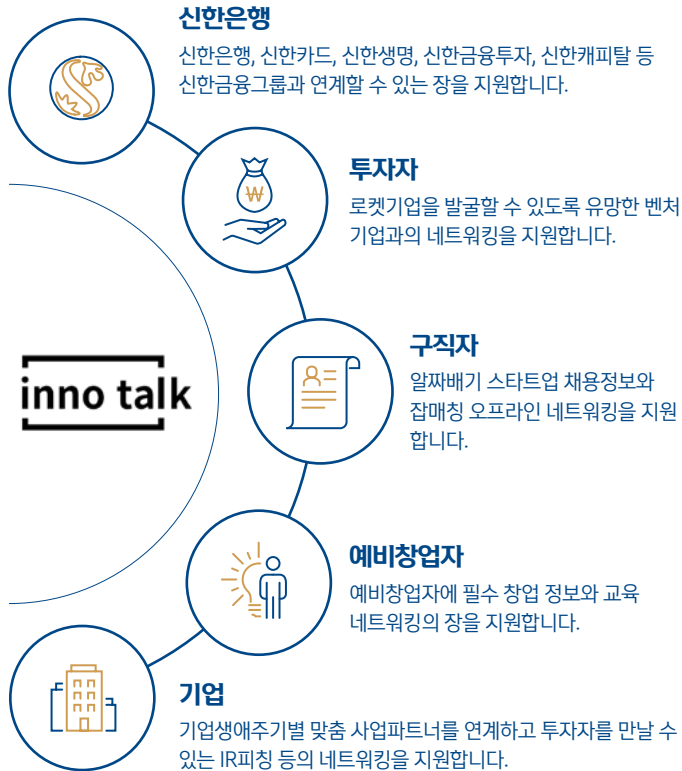 신한은행
신한은행, 신한카드, 신한생명, 신한금융투자, 신한캐피탈 등
신한금융그룹과 연계할 수 있는 장을 지원합니다.
투자자
로켓기업을 발굴할 수 있도록 유망한 벤처
기업과의 네트워킹을 지원합니다.
inno talk
구직자
알짜배기 스타트업 채용정보와
잡매칭 오프라인 네트워킹을 지원
합니다.
예비창업자
예비창업자에 필수 창업 정보와 교육
네트워킹의 장을 지원합니다.
기업
기업생애주기별 맞춤 사업파트너를 연계하고 투자자를 만날 수
있는 IR피칭 등의 네트워킹을 지원합니다.